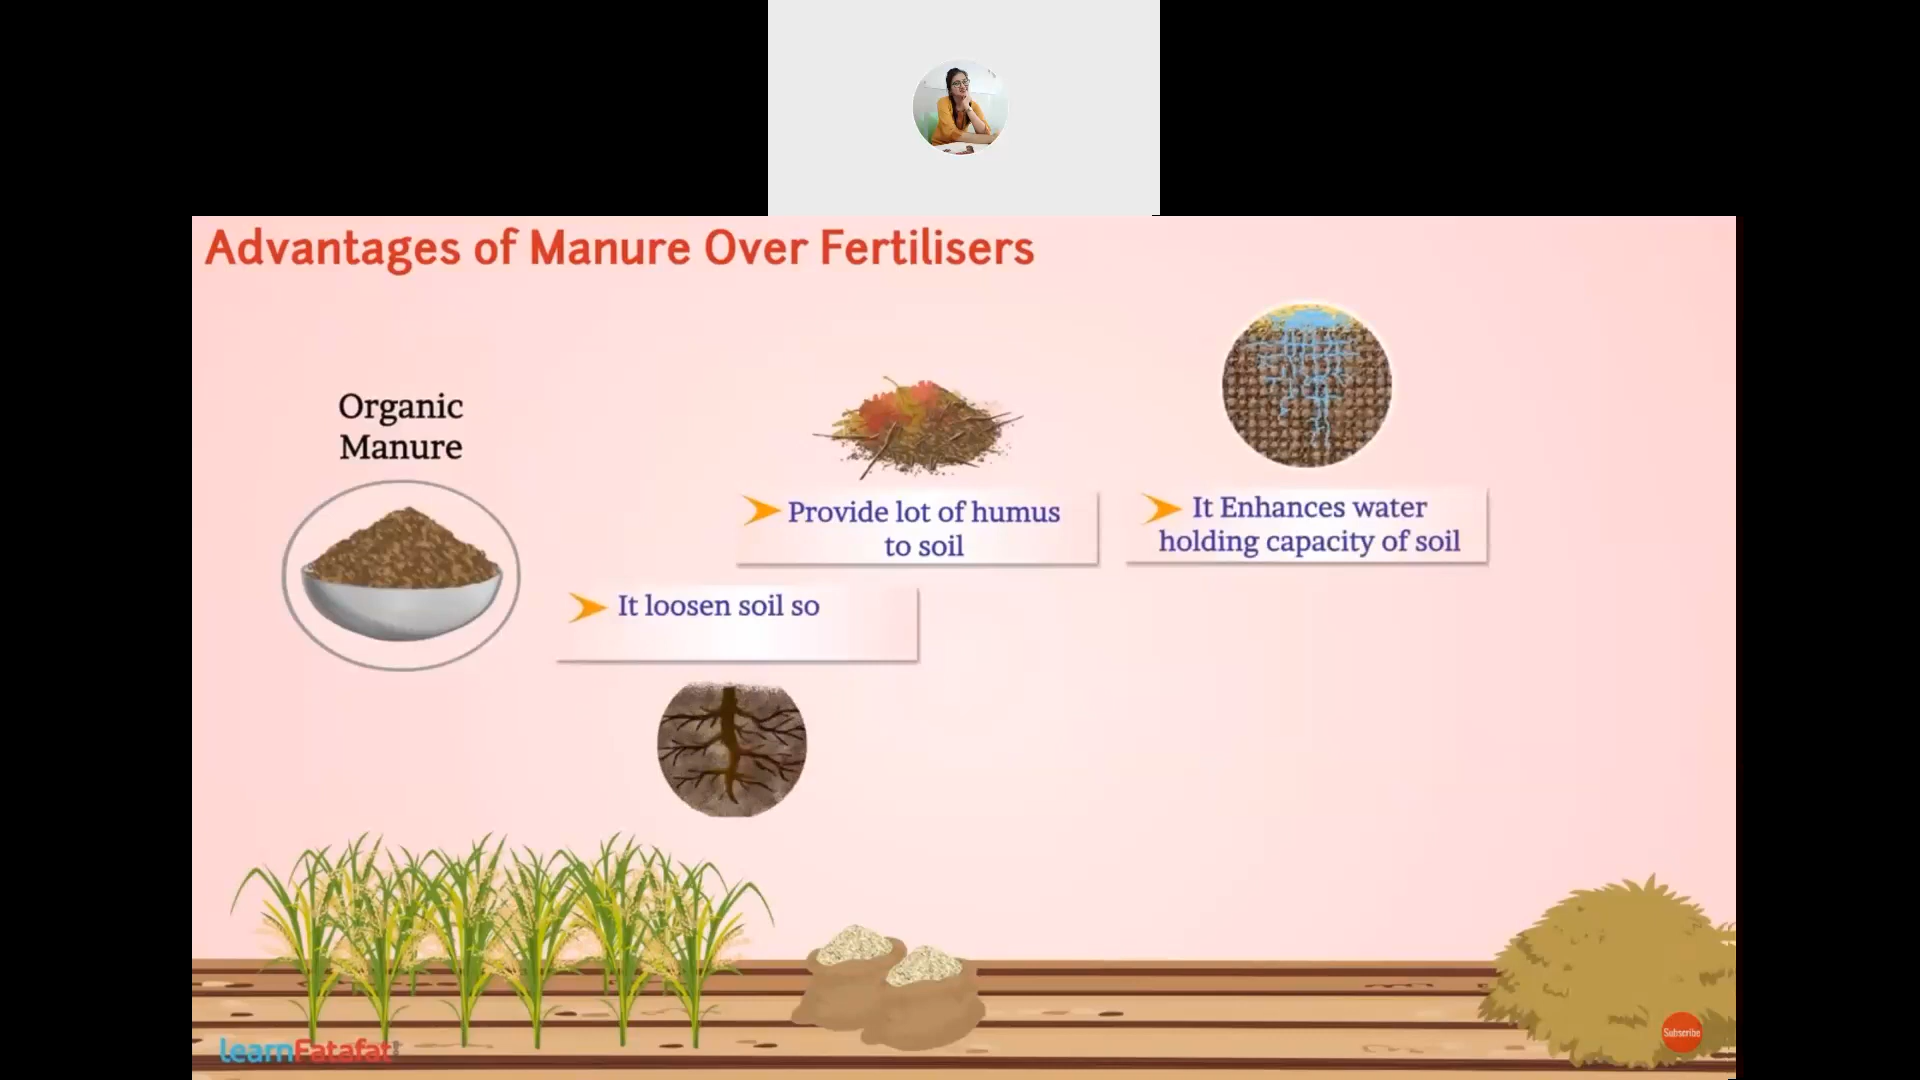 Advantages of Manure Over Fertilisers
Organic
Manure
Provide lot of humus
to soil
It Enhances water
holding capacity of soil
It loosen soil so
learnFatafat
Subscribe